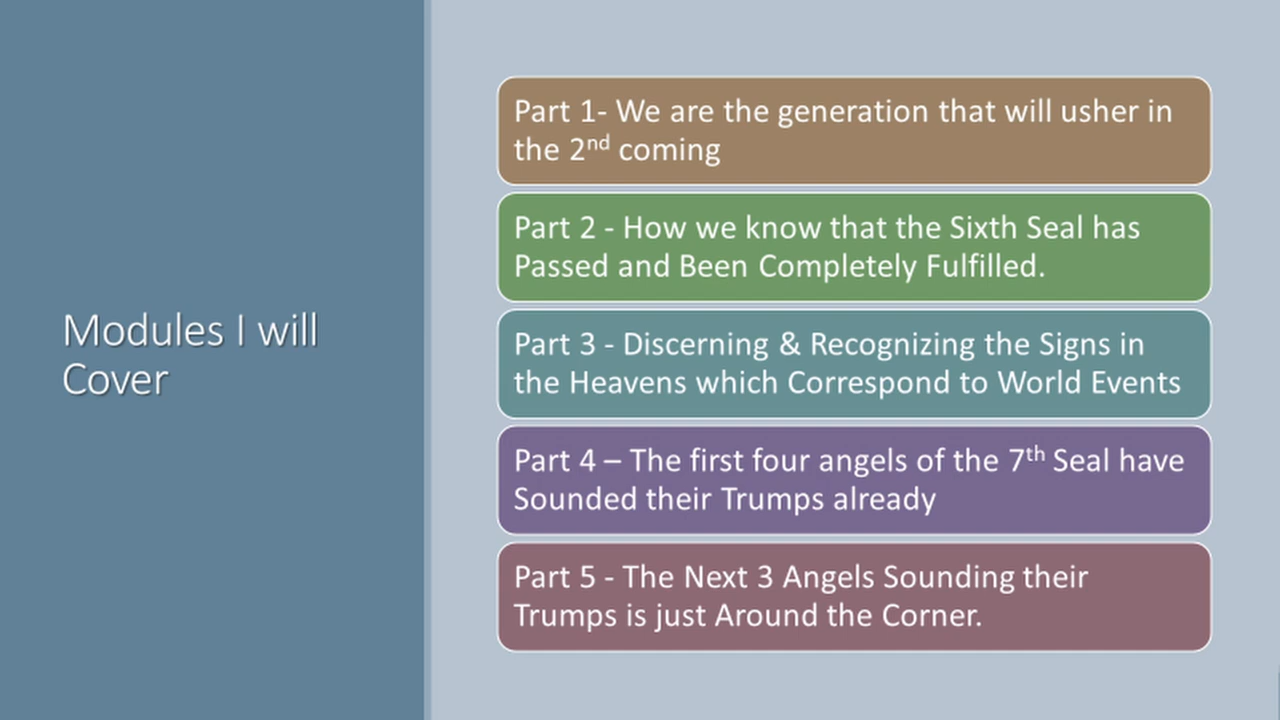 Modules I will
Cover
Part 1- We are the generation that will usher in
the 2nd coming
Part 2 - How we know that the Sixth Seal has
Passed and Been Completely Fulfilled.
Part 3 - Discerning & Recognizing the Signs in
the Heavens which Correspond to World Events
Part 4 – The first four angels of the 7th Seal have
Sounded their Trumps already
Part 5 - The Next 3 Angels Sounding their
Trumps is just Around the Corner.